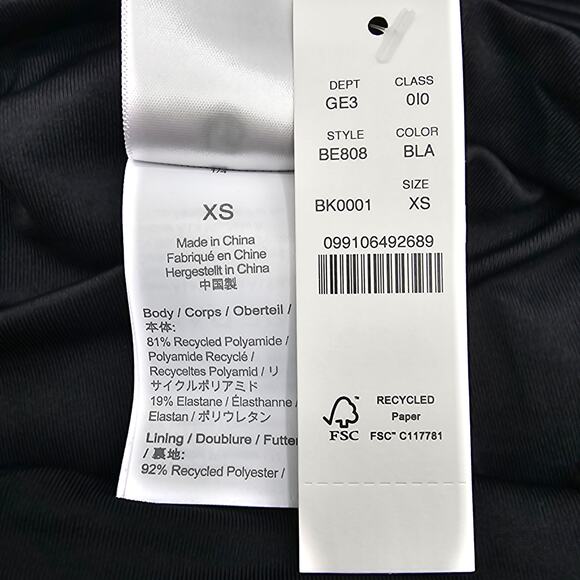 XS
Made in China
Fabriqué en Chine
Hergestellt in China
中国製
Body / Corps / Oberteil /
本体:
81% Recycled Polyamide /
Polyamide Recyclé /
Recyceltes Polyamid / リ
サイクルポリアミド
19% Elastane / Élasthanne /
Elastan / ポリウレタン
Lining / Doublure / Futter
/ 裏地:
92% Recycled Polyester /
DEPT CLASS
GE3 0I0
STYLE COLOR
BE808 BLA
SIZE
BK0001 XS
099106492689
FSC
RECYCLED
Paper
FSC™ C117781